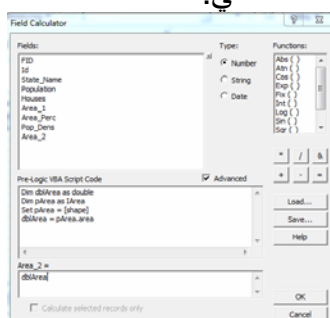 في:
Field Calculator
Fields:
FID
Id
State_Name
Population
Houses
Area_1
Area_Perc
Pop_Dens
Area_2
Type:
Number
String
Date
Functions:
Abs ( )
Atn ( )
Cos ( )
Exp ( )
Fix ( )
Int ( )
Log ( )
Sin ( )
Sqr ( )
* / &
+ - =
Pre-Logic VBA Script Code
Advanced
Dim dblArea as double
Dim pArea as IArea
Set pArea = [shape]
dblArea = pArea.area
Load...
Save...
Help
Area_2 =
dblArea
Calculate selected records only
OK
Cancel